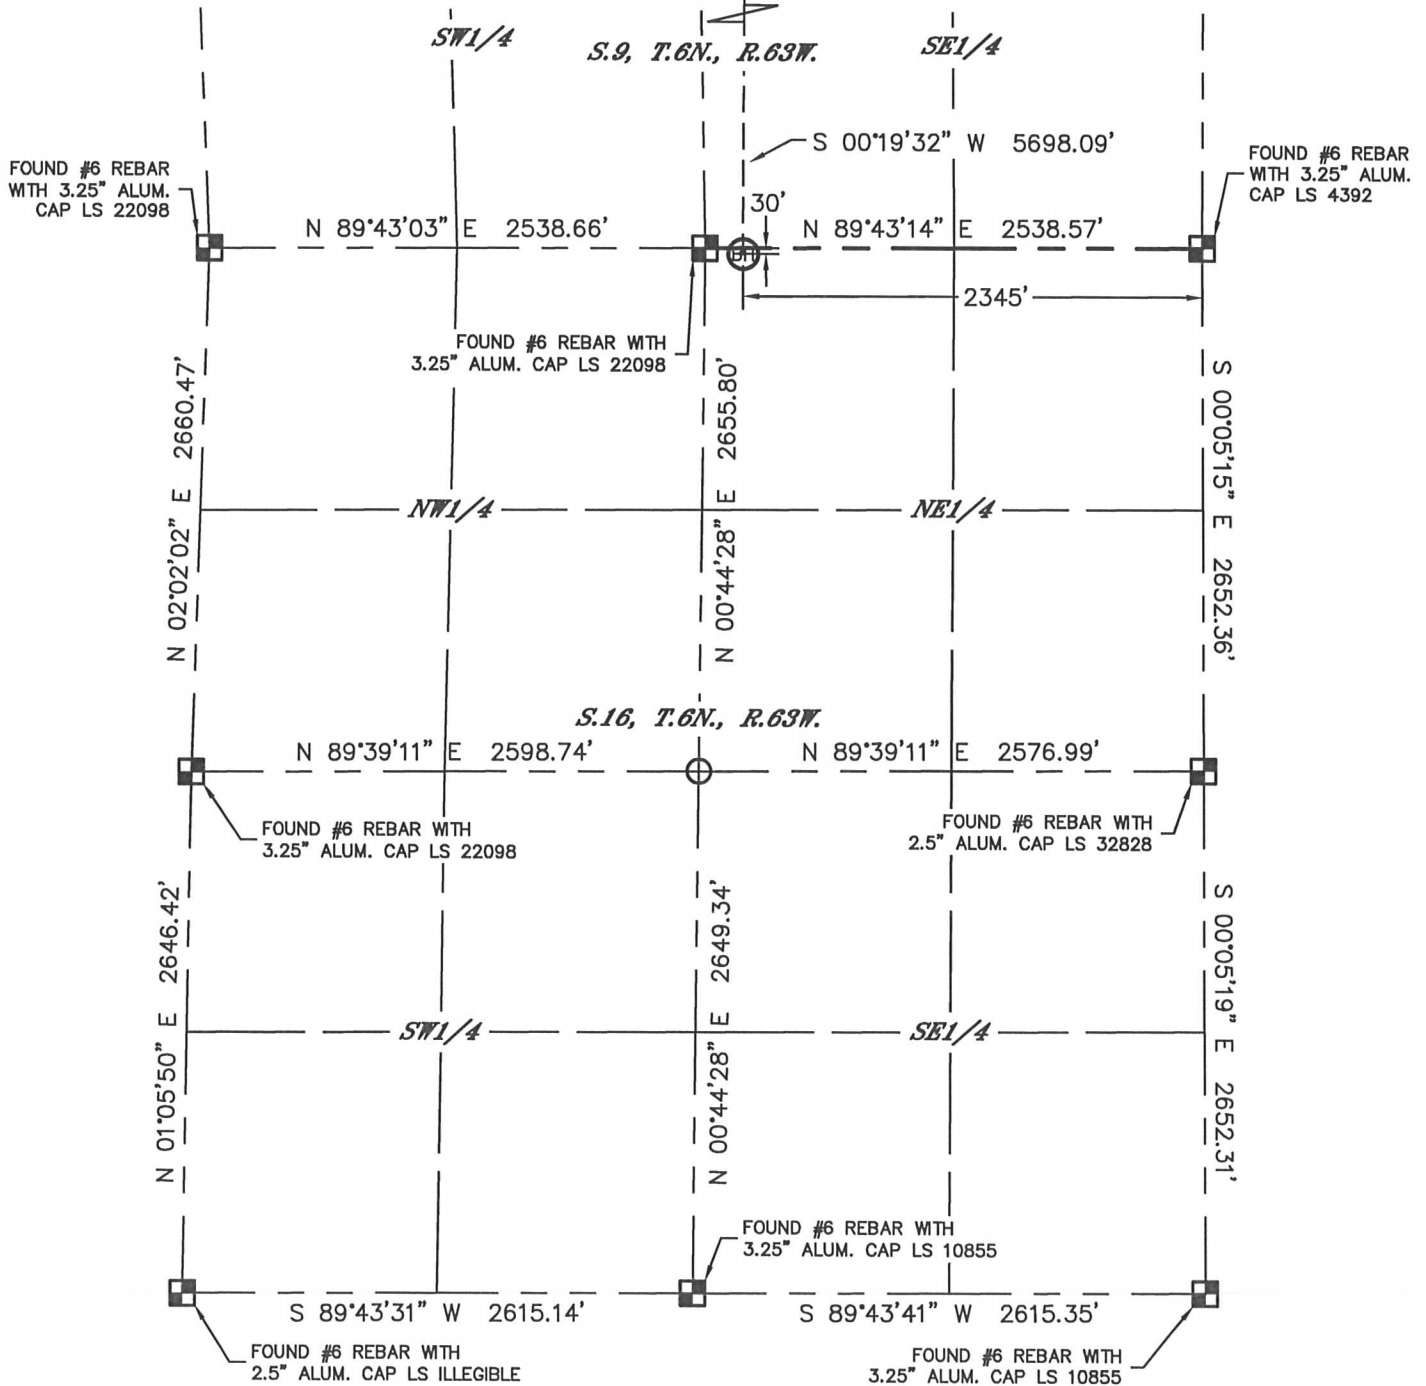 SW1/4
S.9, T.6N., R.63W.
SE1/4
S 00°19'32" W 5698.09'
FOUND #6 REBAR
WITH 3.25" ALUM.
CAP LS 22098
FOUND #6 REBAR
WITH 3.25" ALUM.
CAP LS 4392
30'
N 89°43'03" E 2538.66'
N 89°43'14" E 2538.57'
BH
2345'
FOUND #6 REBAR WITH
3.25" ALUM. CAP LS 22098
N 02°02'02" E 2660.47'
N 00°44'28" E 2655.80'
S 00°05'15" E 2652.36'
NW1/4
NE1/4
S.16, T.6N., R.63W.
N 89°39'11" E 2598.74'
N 89°39'11" E 2576.99'
FOUND #6 REBAR WITH
3.25" ALUM. CAP LS 22098
FOUND #6 REBAR WITH
2.5" ALUM. CAP LS 32828
N 01°05'50" E 2646.42'
N 00°44'28" E 2649.34'
S 00°05'19" E 2652.31'
SW1/4
SE1/4
FOUND #6 REBAR WITH
3.25" ALUM. CAP LS 10855
S 89°43'31" W 2615.14'
S 89°43'41" W 2615.35'
FOUND #6 REBAR WITH
2.5" ALUM. CAP LS ILLEGIBLE
FOUND #6 REBAR WITH
3.25" ALUM. CAP LS 10855